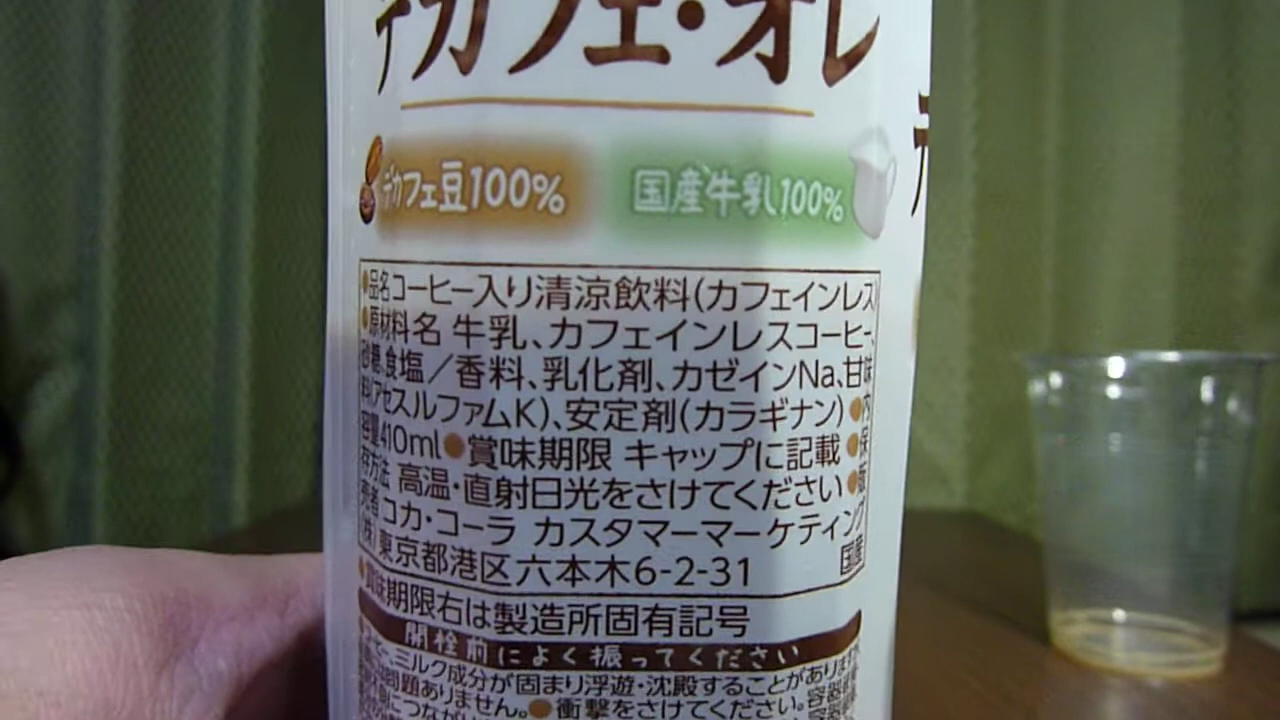 デカフェ・オレ
デカフェ豆100%
国産牛乳100%
●品名コーヒー入り清涼飲料(カフェインレス)
●原材料名 牛乳、カフェインレスコーヒー、
砂糖、食塩／香料、乳化剤、カゼインNa、甘味
料(アセスルファムK)、安定剤(カラギナン)●内
容量410ml●賞味期限 キャップに記載●保
存方法 高温・直射日光をさけてください●販
売者 コカ・コーラ カスタマーマーケティング
(株)東京都港区六本木6-2-31
国産
●賞味期限右は製造所固有記号
開栓前によく振ってください
ミルク成分が固まり浮遊・沈殿することがあります
問題ありません。●衝撃をさけてください。容器